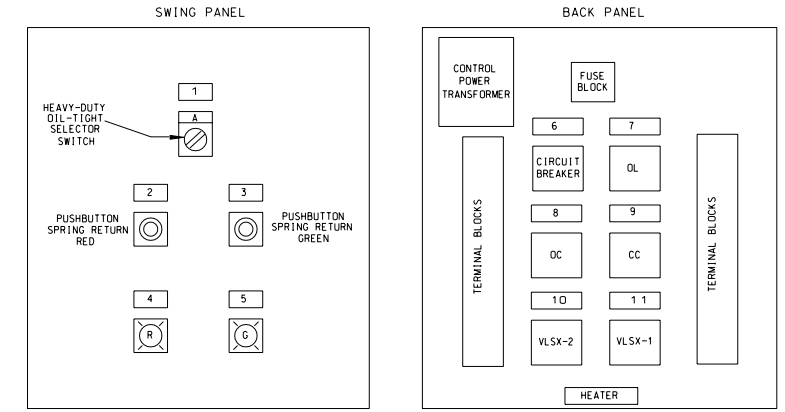 SWING PANEL
1
A
HEAVY-DUTY
OIL-TIGHT
SELECTOR
SWITCH
2
3
PUSHBUTTON
SPRING RETURN
RED
PUSHBUTTON
SPRING RETURN
GREEN
4
5
R
G
BACK PANEL
CONTROL
POWER
TRANSFORMER
FUSE
BLOCK
6
7
CIRCUIT
BREAKER
OL
TERMINAL BLOCKS
TERMINAL BLOCKS
8
9
OC
CC
10
11
VLSX-2
VLSX-1
HEATER